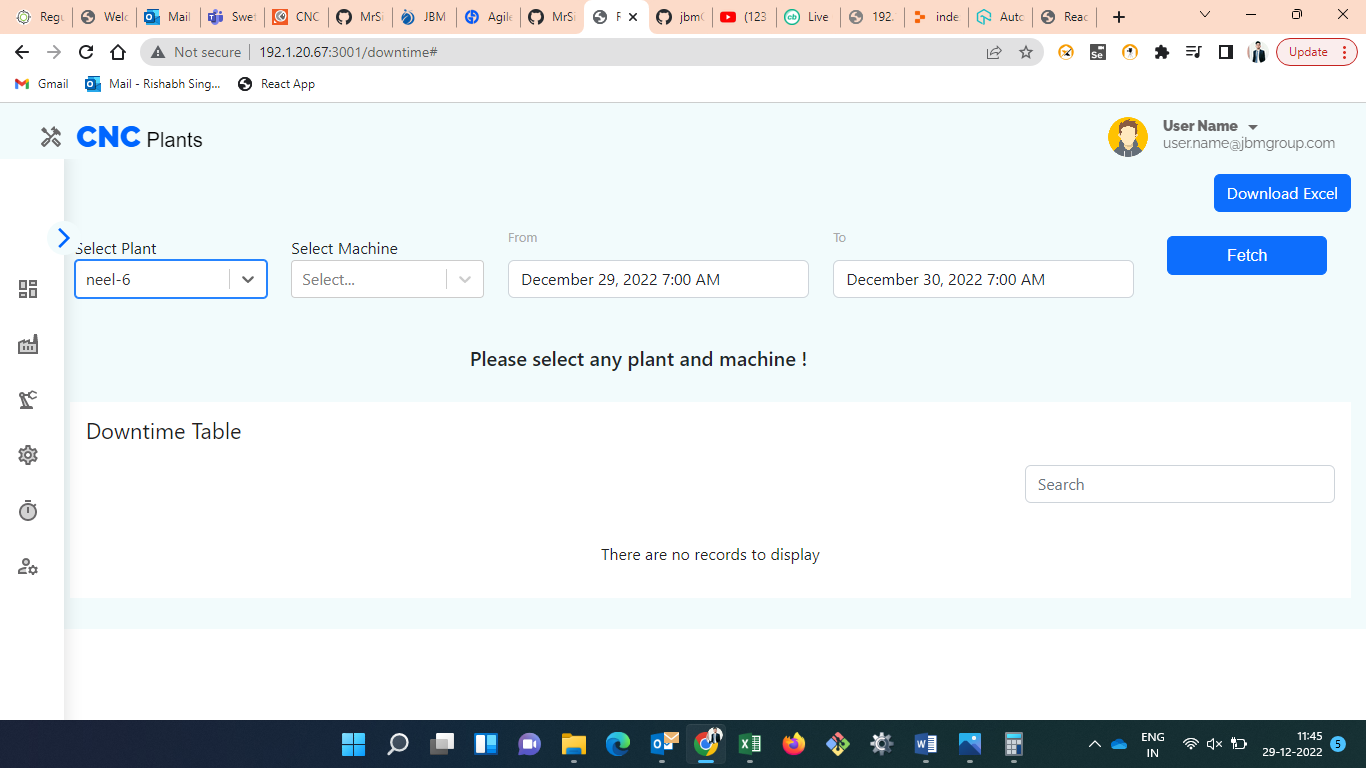 Regu
Welc
Mail
Swet
CNC
MrSi
JBM
Agile
MrSi
jbm
(123
Live
192.
inde
Auto
Reac
Not secure
192.1.20.67:3001/downtime#
Update
Gmail
Mail - Rishabh Sing...
React App
CNC Plants
User Name
user.name@jbmgroup.com
Download Excel
Select Plant
Select Machine
From
To
neel-6
Select...
December 29, 2022 7:00 AM
December 30, 2022 7:00 AM
Fetch
Please select any plant and machine !
Downtime Table
Search
There are no records to display
ENG
IN
11:45
29-12-2022
5